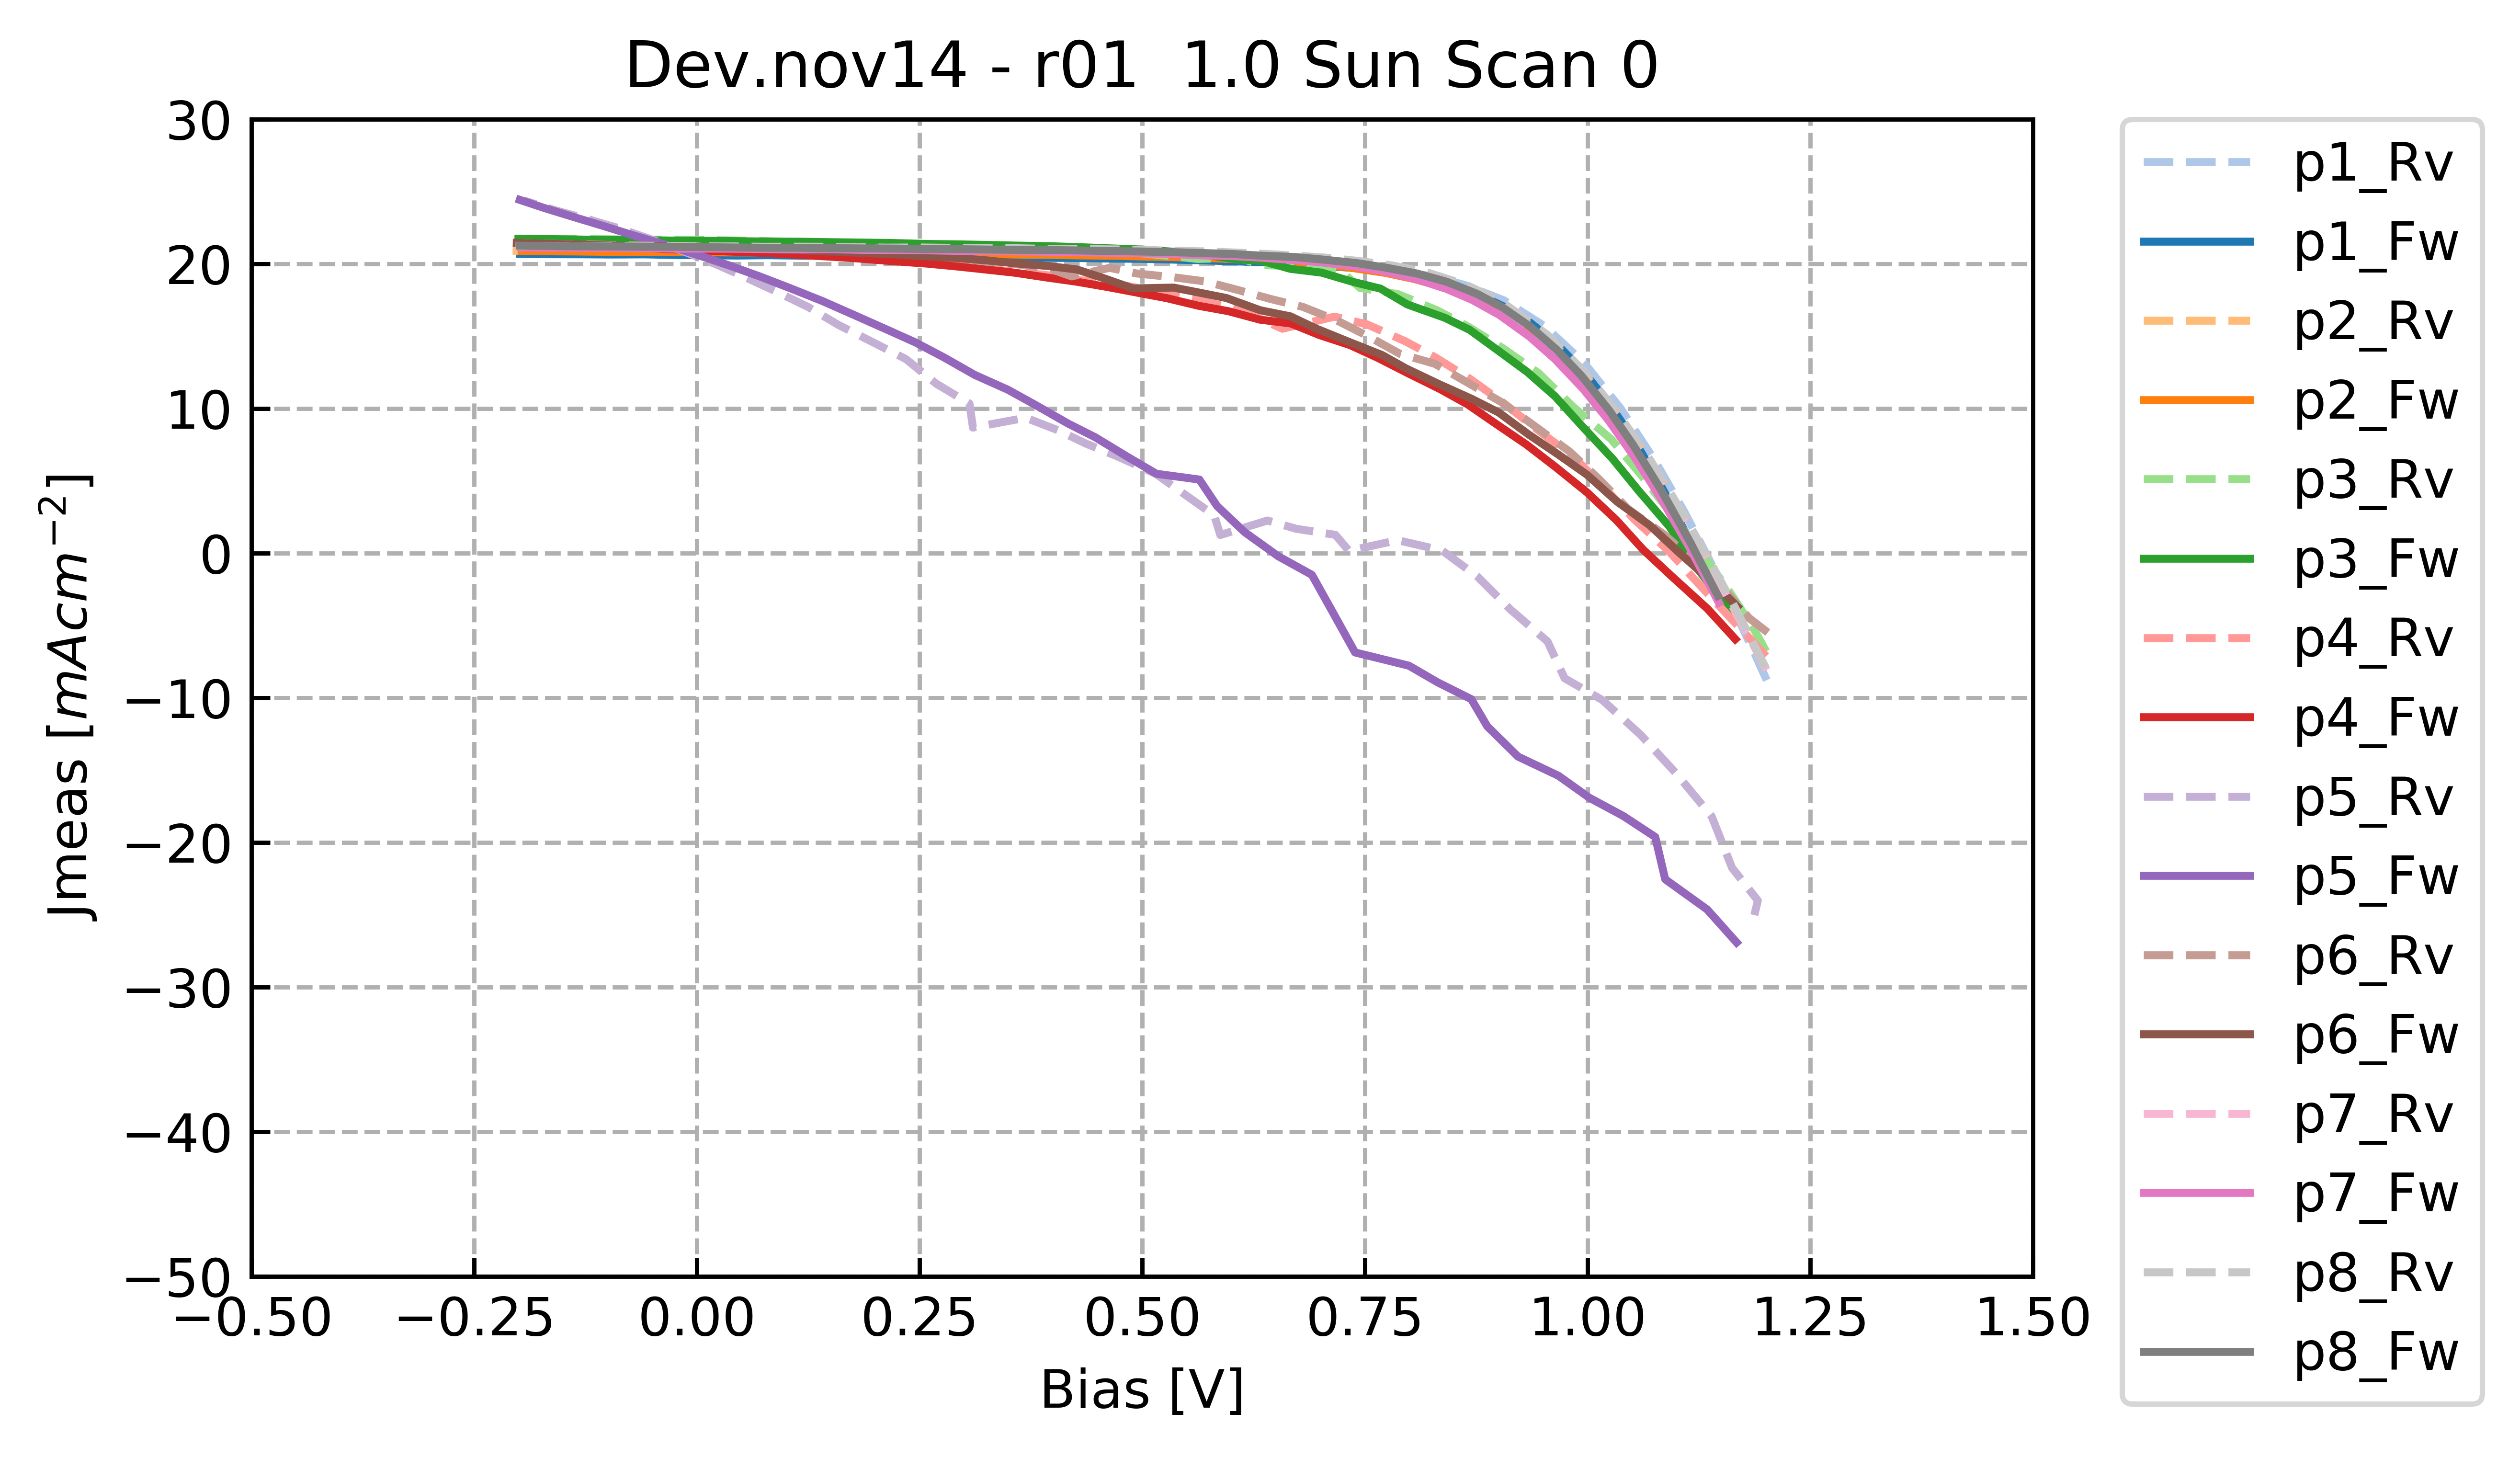 Dev.nov14 - r01  1.0 Sun Scan 0
30
20
10
0
−10
−20
−30
−40
−50
Jmeas [mAcm⁻²]
−0.50 −0.25 0.00 0.25 0.50 0.75 1.00 1.25 1.50
Bias [V]
p1_Rv
p1_Fw
p2_Rv
p2_Fw
p3_Rv
p3_Fw
p4_Rv
p4_Fw
p5_Rv
p5_Fw
p6_Rv
p6_Fw
p7_Rv
p7_Fw
p8_Rv
p8_Fw